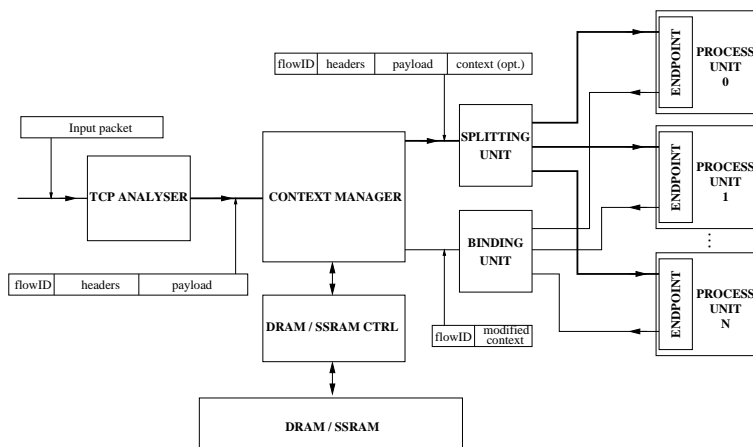 flowID headers payload context (opt.)
Input packet
TCP ANALYSER
flowID headers payload
CONTEXT MANAGER
SPLITTING
UNIT
BINDING
UNIT
flowID modified
context
DRAM / SSRAM CTRL
DRAM / SSRAM
ENDPOINT
PROCESS
UNIT
0
ENDPOINT
PROCESS
UNIT
1
...
ENDPOINT
PROCESS
UNIT
N